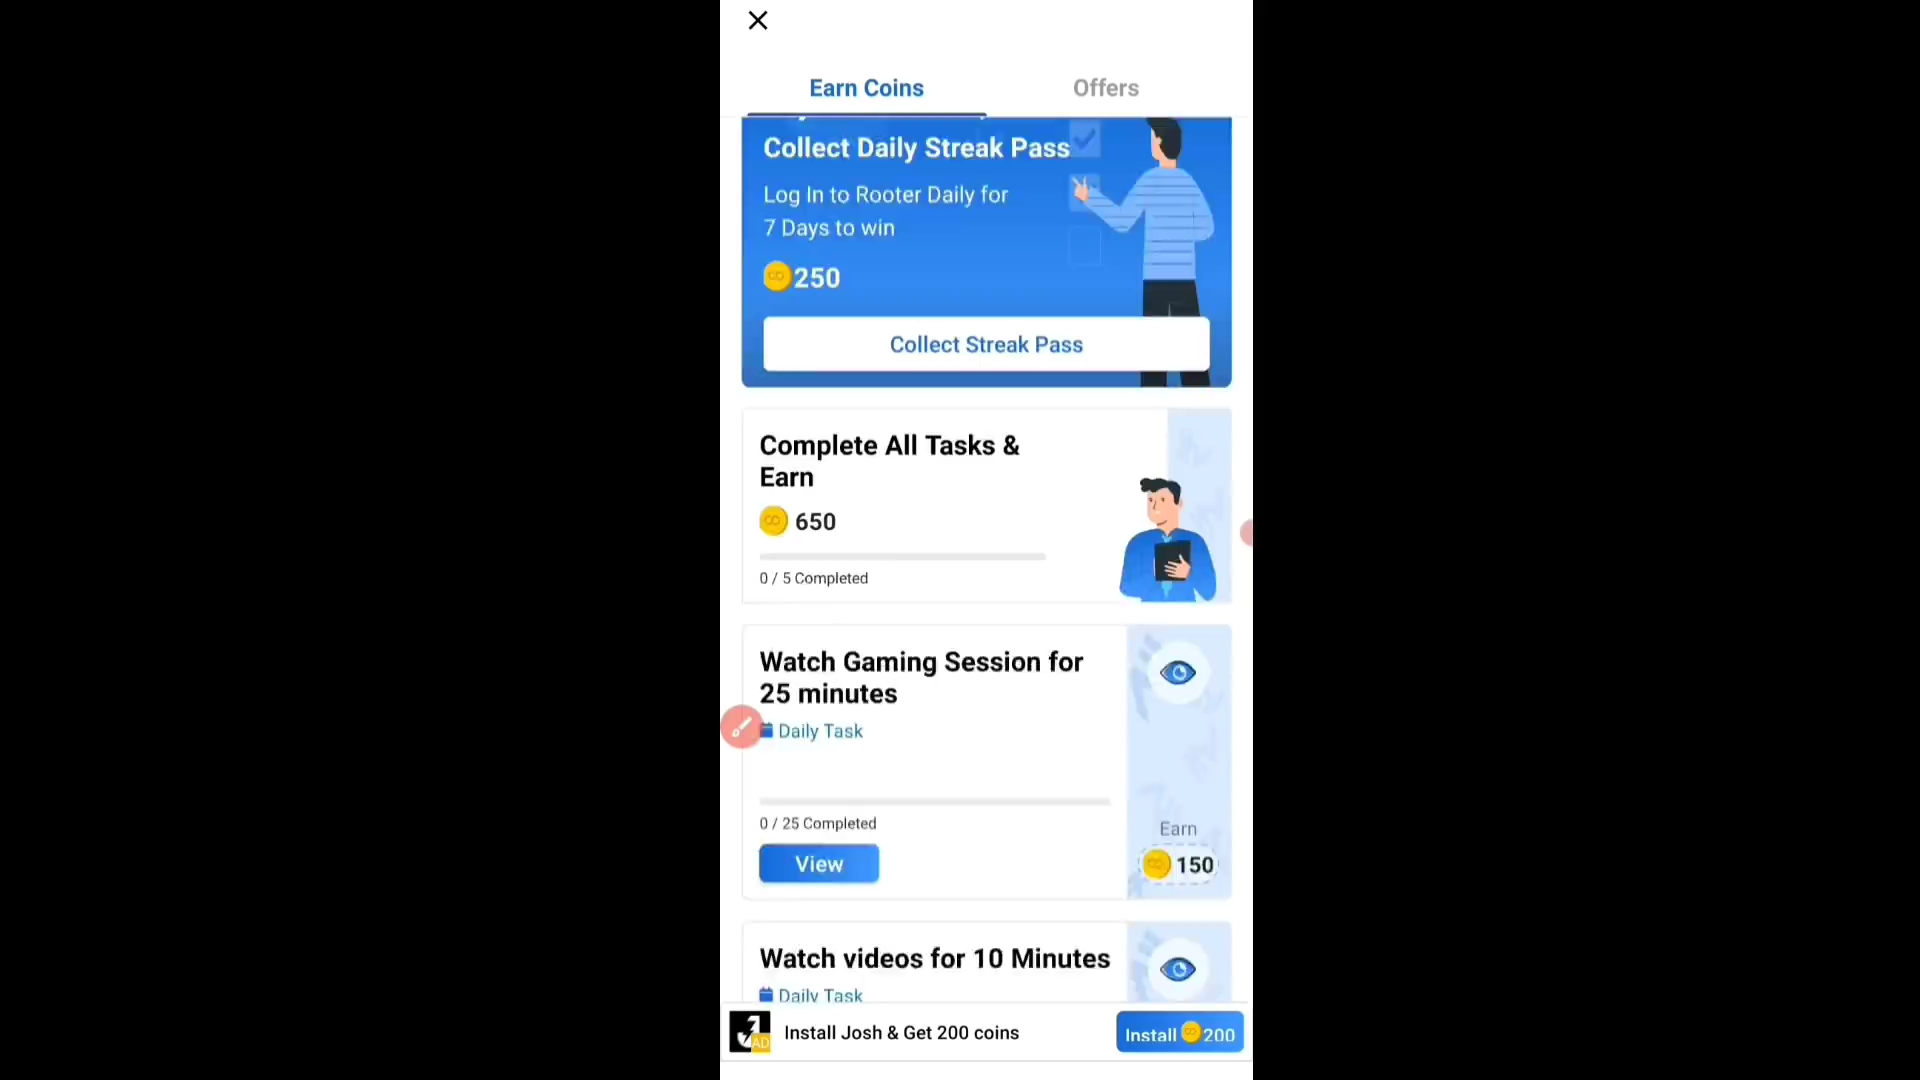 Earn Coins
Offers
Collect Daily Streak Pass
Log In to Rooter Daily for
7 Days to win
250
Collect Streak Pass
Complete All Tasks &
Earn
650
0 / 5 Completed
Watch Gaming Session for
25 minutes
Daily Task
0 / 25 Completed
View
Earn
150
Watch videos for 10 Minutes
Daily Task
AD
Install Josh & Get 200 coins
Install 200